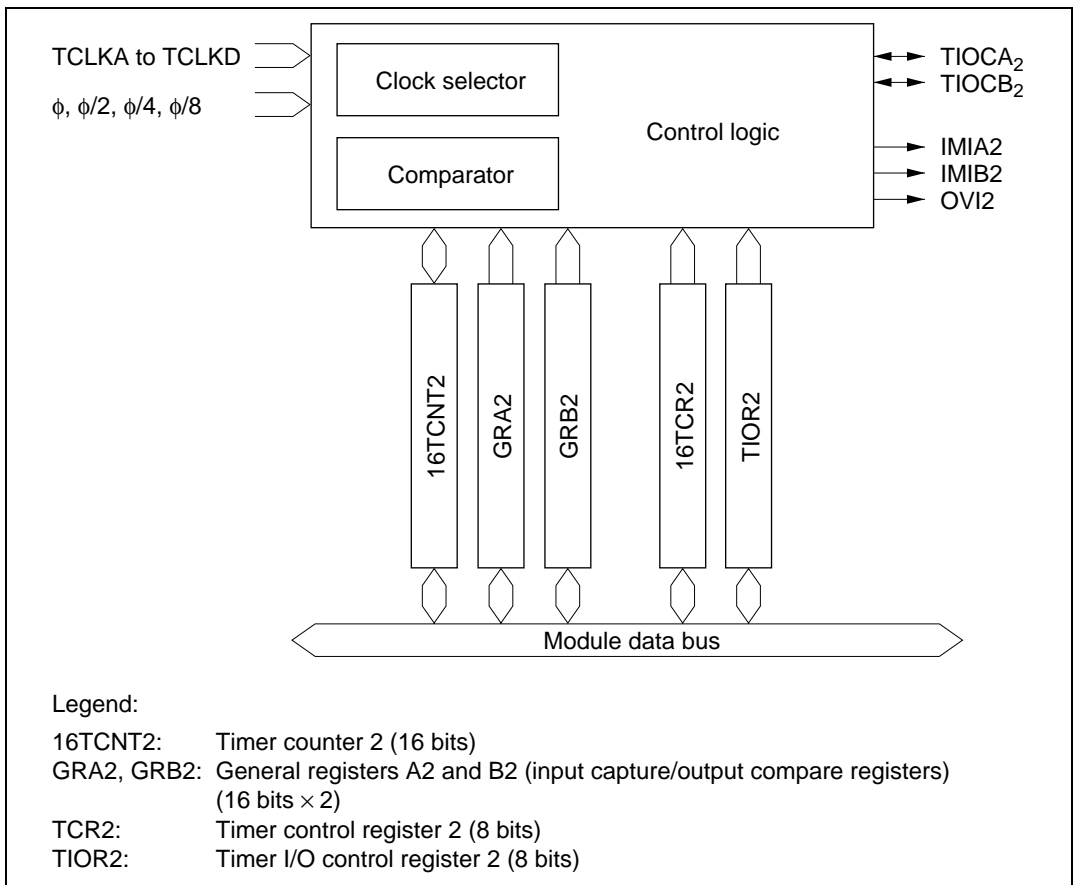 TCLKA to TCLKD
ϕ, ϕ/2, ϕ/4, ϕ/8
Clock selector
Comparator
Control logic
TIOCA2
TIOCB2
IMIA2
IMIB2
OVI2
16TCNT2
GRA2
GRB2
16TCR2
TIOR2
Module data bus
Legend:
16TCNT2: Timer counter 2 (16 bits)
GRA2, GRB2: General registers A2 and B2 (input capture/output compare registers)
(16 bits × 2)
TCR2: Timer control register 2 (8 bits)
TIOR2: Timer I/O control register 2 (8 bits)